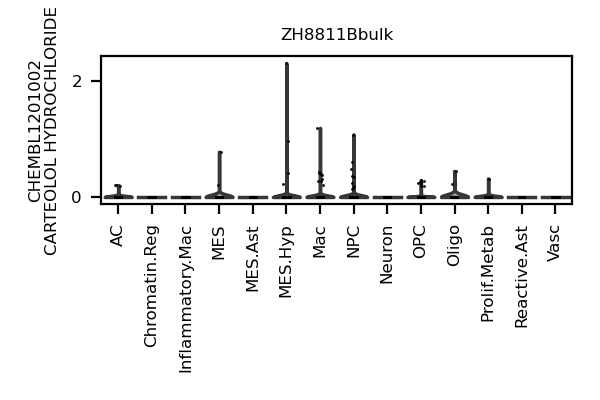 ZH8811Bbulk
CHEMBL1201002
CARTEOLOL HYDROCHLORIDE
2
0
AC
Chromatin.Reg
Inflammatory.Mac
MES
MES.Ast
MES.Hyp
Mac
NPC
Neuron
OPC
Oligo
Prolif.Metab
Reactive.Ast
Vasc